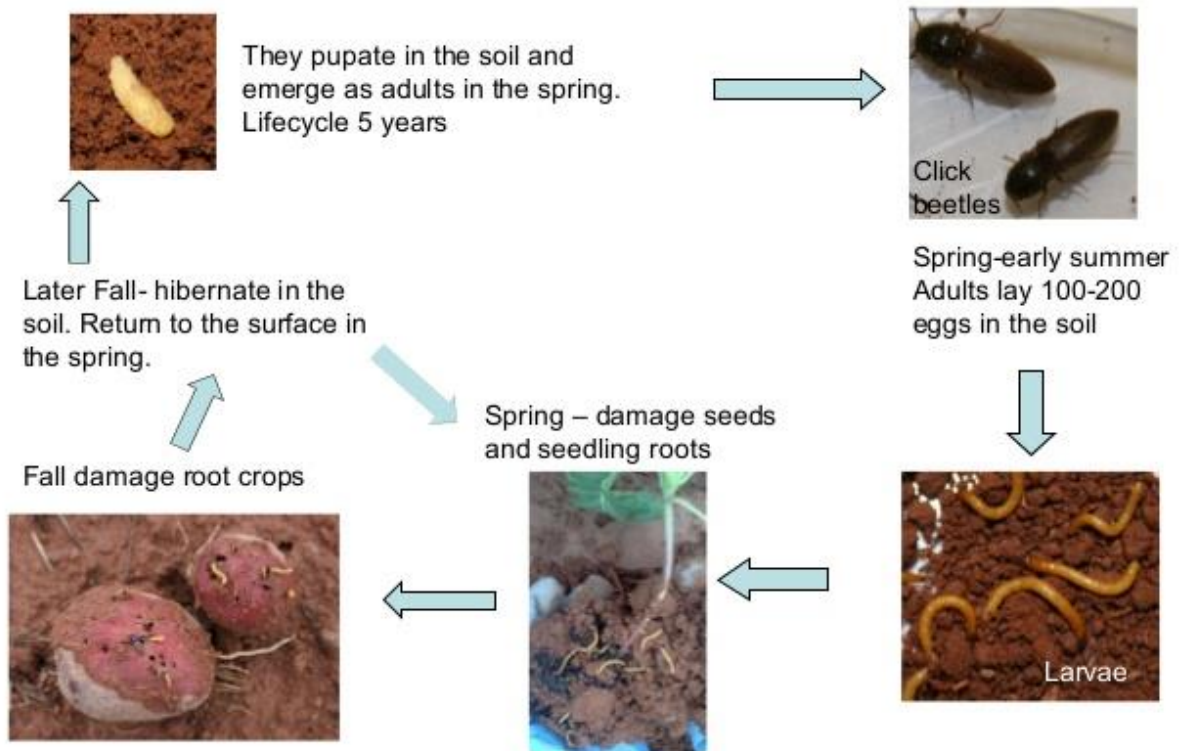 They pupate in the soil and
emerge as adults in the spring.
Lifecycle 5 years
Click
beetles
Spring-early summer
Adults lay 100-200
eggs in the soil
Later Fall- hibernate in the
soil. Return to the surface in
the spring.
Spring – damage seeds
and seedling roots
Fall damage root crops
Larvae